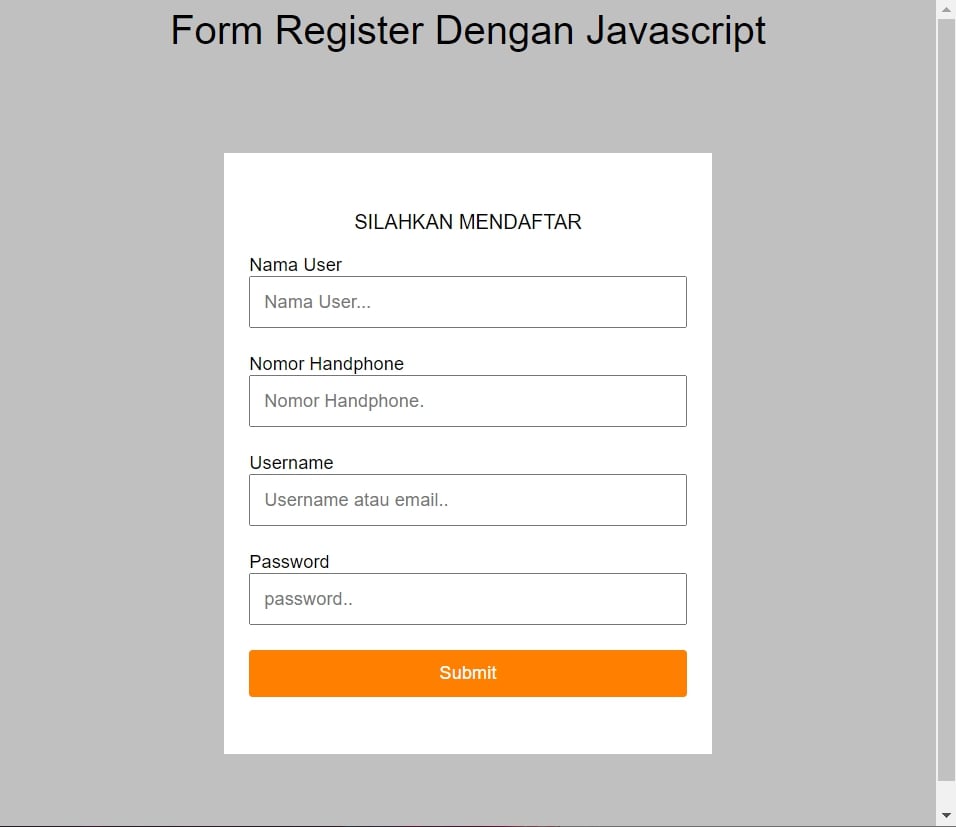 Form Register Dengan Javascript
SILAHKAN MENDAFTAR
Nama User
Nama User...
Nomor Handphone
Nomor Handphone.
Username
Username atau email..
Password
password..
Submit